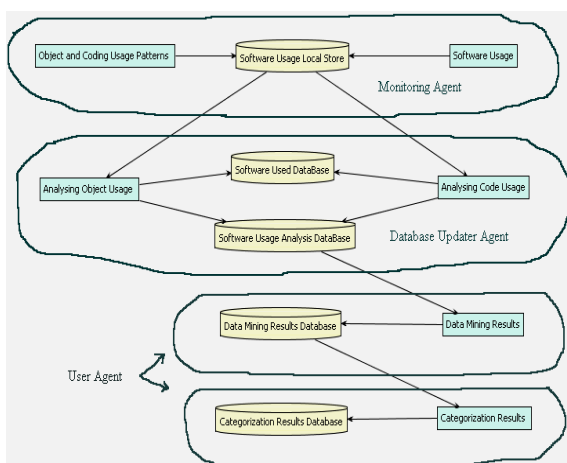 Object and Coding Usage Patterns
Software Usage Local Store
Software Usage
Monitoring Agent
Software Used DataBase
Analysing Object Usage
Analysing Code Usage
Software Usage Analysis DataBase
Database Updater Agent
Data Mining Results Database
Data Mining Results
User Agent
Categorization Results Database
Categorization Results